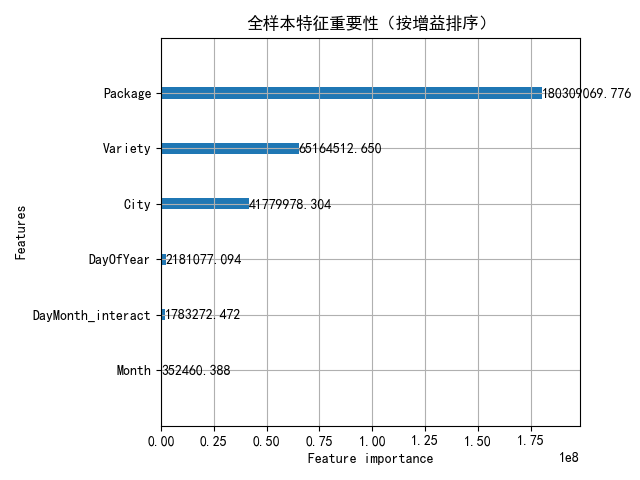 全样本特征重要性（按增益排序）
Package
180309069.776
Variety
65164512.650
City
41779978.304
Features
DayOfYear
2181077.094
DayMonth_interact
1783272.472
Month
352460.388
0.00 0.25 0.50 0.75 1.00 1.25 1.50 1.75
Feature importance
1e8